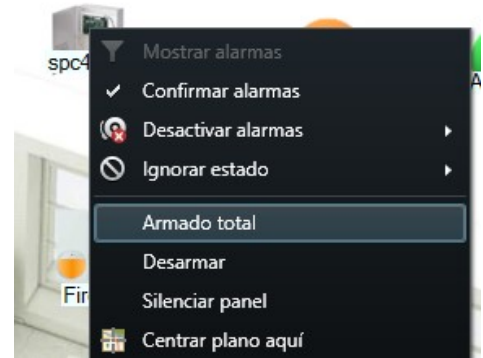 spc4
Mostrar alarmas
Confirmar alarmas
Desactivar alarmas
Ignorar estado
Armado total
Desarmar
Fir
Silenciar panel
Centrar plano aquí
A